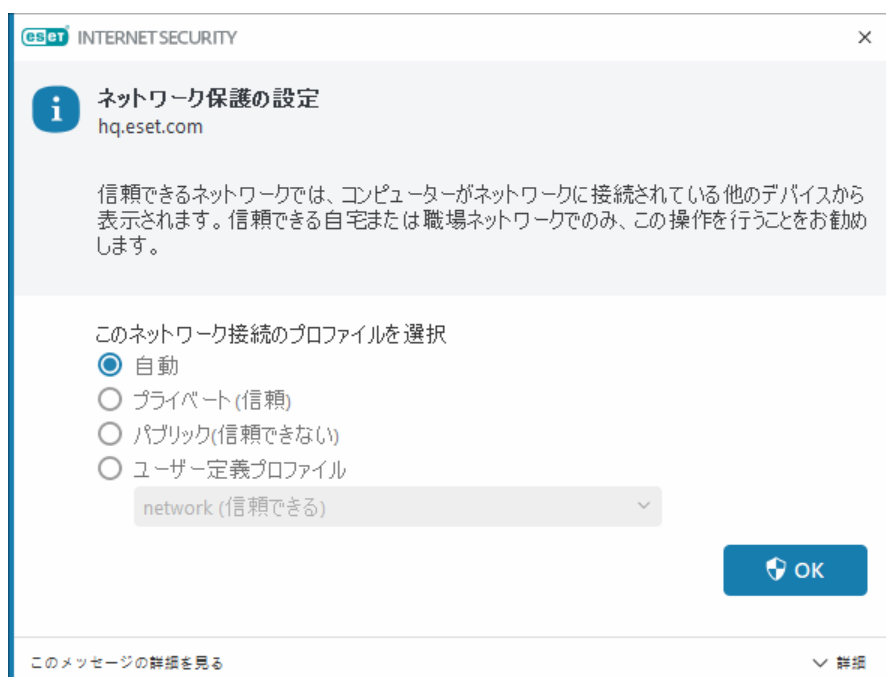 eset INTERNET SECURITY
ネットワーク保護の設定
hq.eset.com
信頼できるネットワークでは、コンピューターがネットワークに接続されている他のデバイスから
表示されます。信頼できる自宅または職場ネットワークでのみ、この操作を行うことをお勧め
します。
このネットワーク接続のプロファイルを選択
自動
プライベート(信頼)
パブリック(信頼できない)
ユーザー定義プロファイル
network (信頼できる)
OK
このメッセージの詳細を見る
詳細